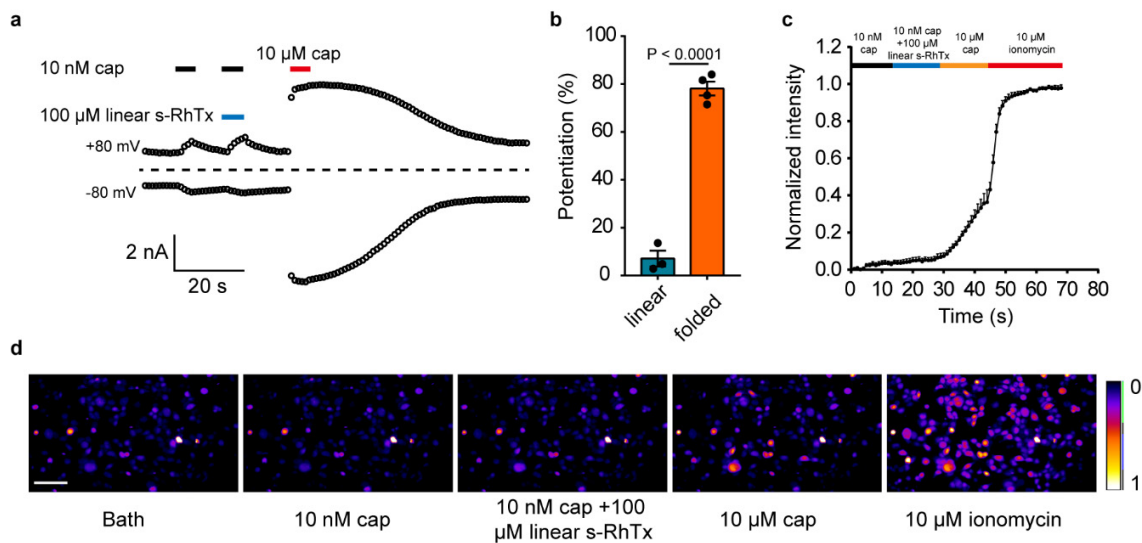 a
10 nM cap
10 µM cap
100 µM linear s-RhTx
+80 mV
-80 mV
2 nA
20 s
b
P < 0.0001
Potentiation (%)
100
80
60
40
20
0
linear
folded
c
10 nM
cap
10 nM cap
+100 µM
linear s-RhTx
10 µM
cap
10 µM
ionomycin
Normalized intensity
1.2
1.0
0.8
0.6
0.4
0.2
0.0
0 10 20 30 40 50 60 70 80
Time (s)
d
0
1
Bath
10 nM cap
10 nM cap +100
µM linear s-RhTx
10 µM cap
10 µM ionomycin